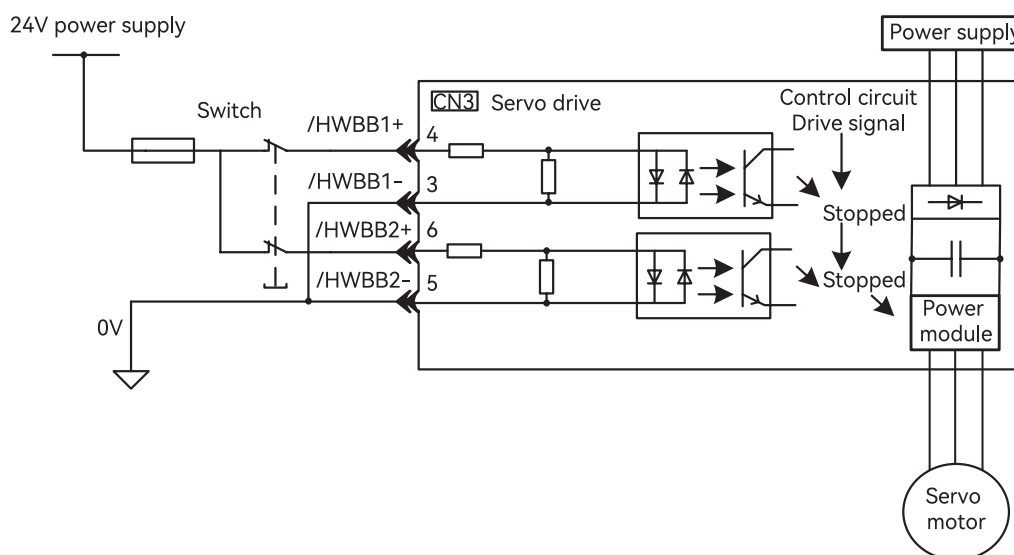 24V power supply
Power supply
CN3 Servo drive
Control circuit
Drive signal
Switch
/HWBB1+
4
/HWBB1-
3
Stopped
/HWBB2+
6
/HWBB2-
5
Stopped
0V
Power
module
Servo
motor